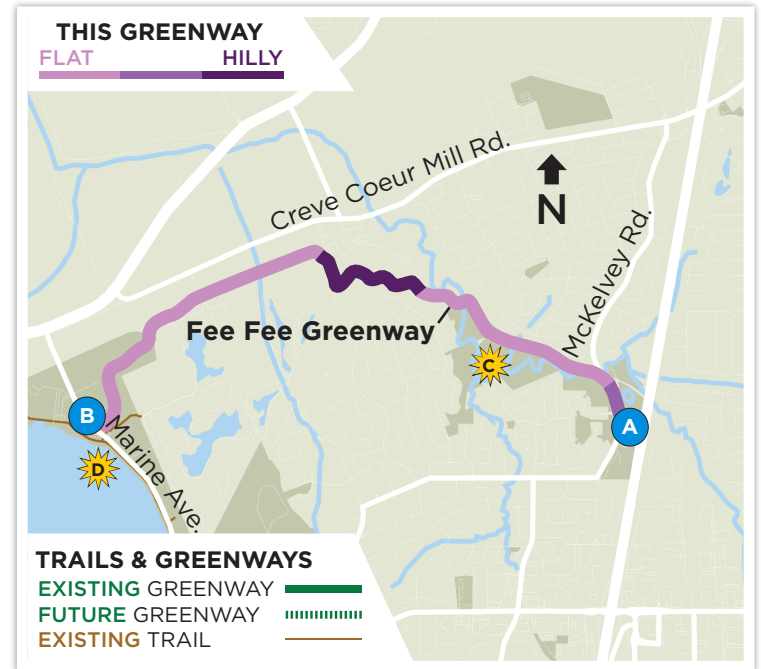 THIS GREENWAY
FLAT HILLY
Creve Coeur Mill Rd.
N
McKelvey Rd.
Fee Fee Greenway
C
B
A
Marine Ave.
D
TRAILS & GREENWAYS
EXISTING GREENWAY
FUTURE GREENWAY
EXISTING TRAIL